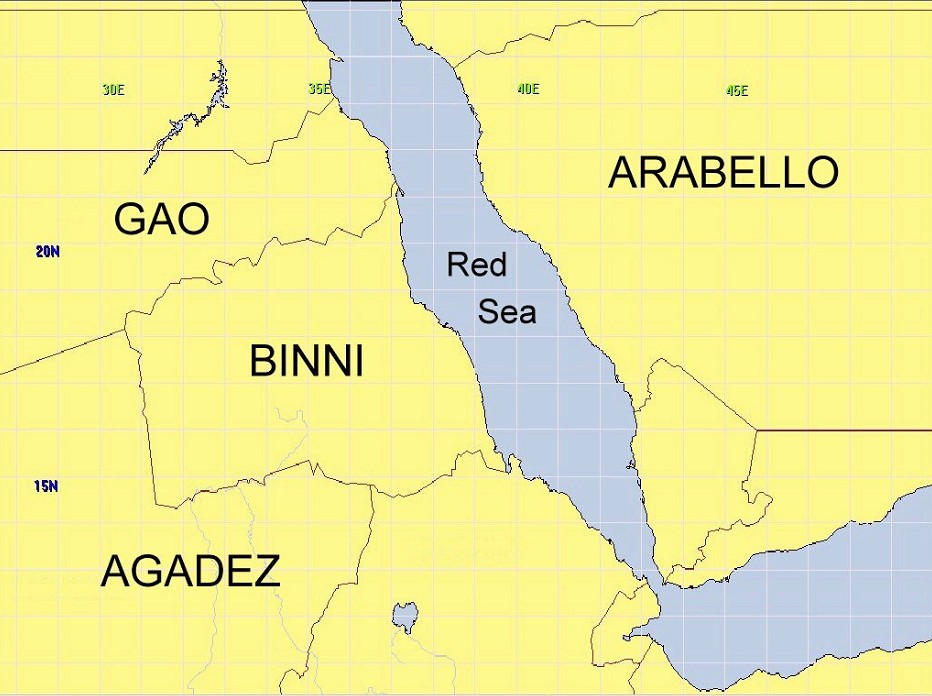 30E
35E
40E
45E
ARABELLO
GAO
20N
Red
Sea
BINNI
15N
AGADEZ